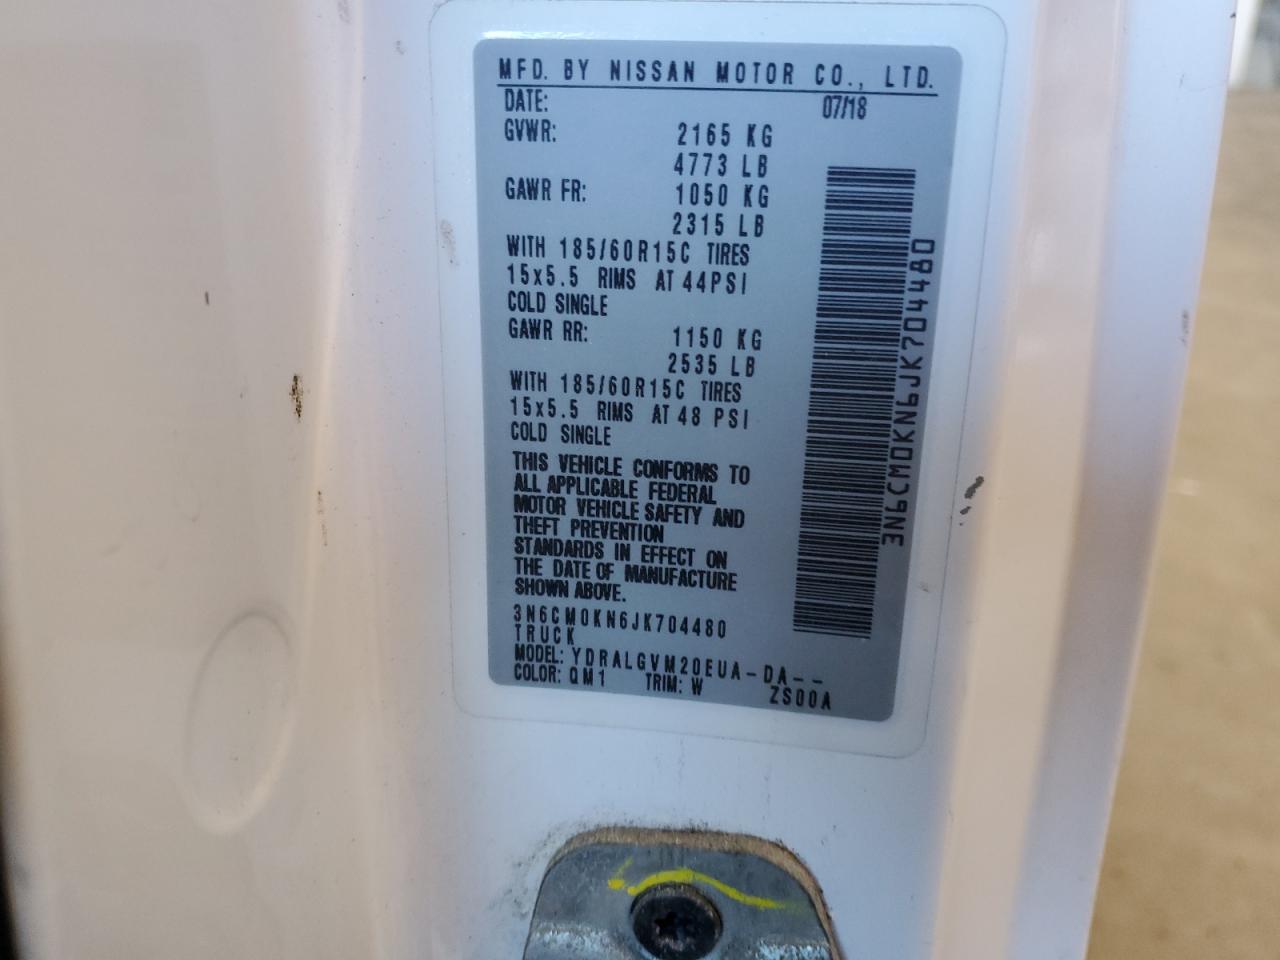 MFD. BY NISSAN MOTOR CO., LTD.
DATE: 07/18
GVWR: 2165 KG
4773 LB
GAWR FR: 1050 KG
2315 LB
WITH 185/60R15C TIRES
15x5.5 RIMS AT 44PSI
COLD SINGLE
GAWR RR: 1150 KG
2535 LB
WITH 185/60R15C TIRES
15x5.5 RIMS AT 48 PSI
COLD SINGLE
THIS VEHICLE CONFORMS TO
ALL APPLICABLE FEDERAL
MOTOR VEHICLE SAFETY AND
THEFT PREVENTION
STANDARDS IN EFFECT ON
THE DATE OF MANUFACTURE
SHOWN ABOVE.
3N6CM0KN6JK704480
TRUCK
MODEL: YDRALGVM20EUA-DA--
COLOR: QM1 TRIM: W ZS00A
3N6CM0KN6JK704480